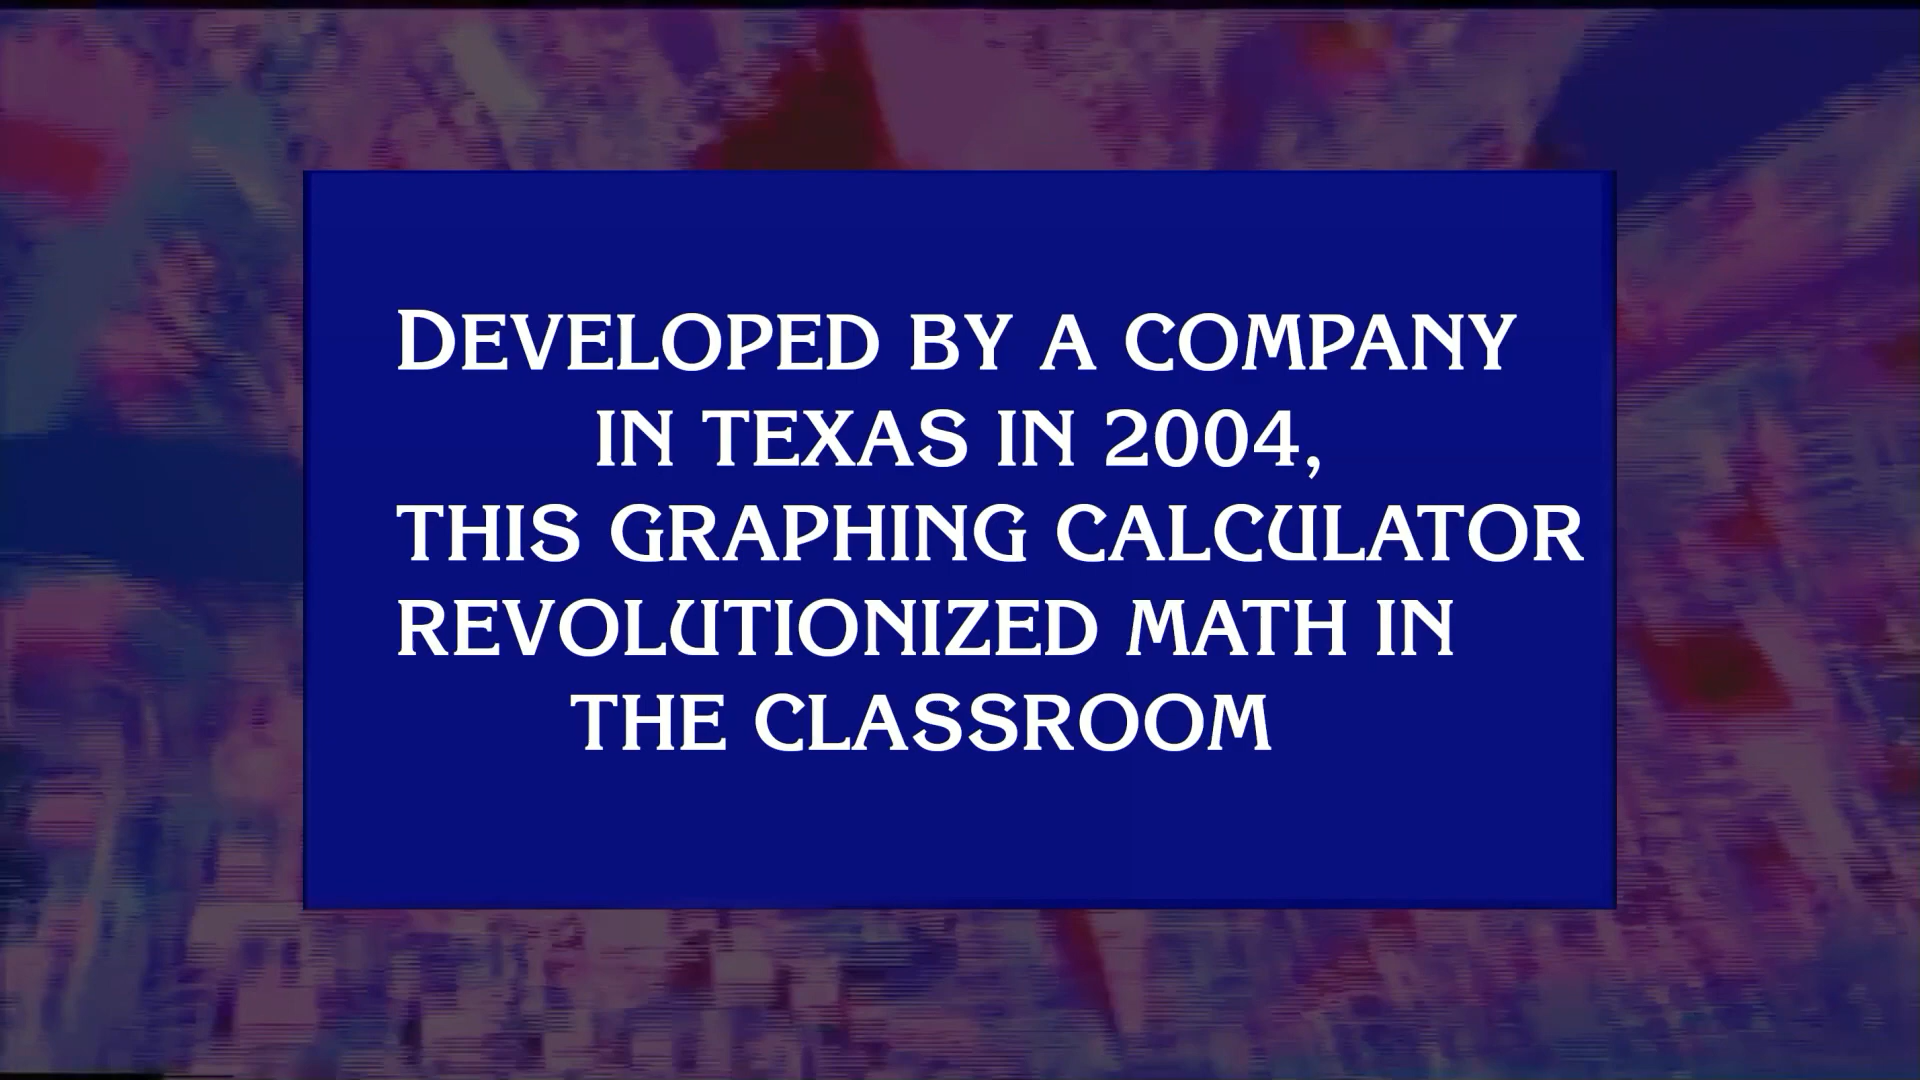 DEVELOPED BY A COMPANY
IN TEXAS IN 2004,
THIS GRAPHING CALCULATOR
REVOLUTIONIZED MATH IN
THE CLASSROOM